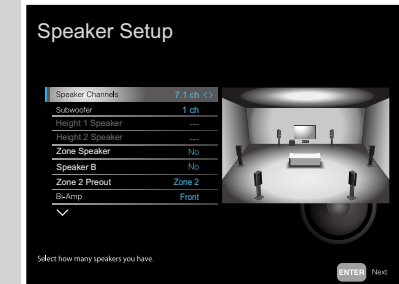 Speaker Setup
Speaker Channels 7.1 ch <>
Subwoofer 1 ch
Height 1 Speaker ---
Height 2 Speaker ---
Zone Speaker No
Speaker B No
Zone 2 Preout Zone 2
Bi-Amp Front
Select how many speakers you have.
ENTER Next